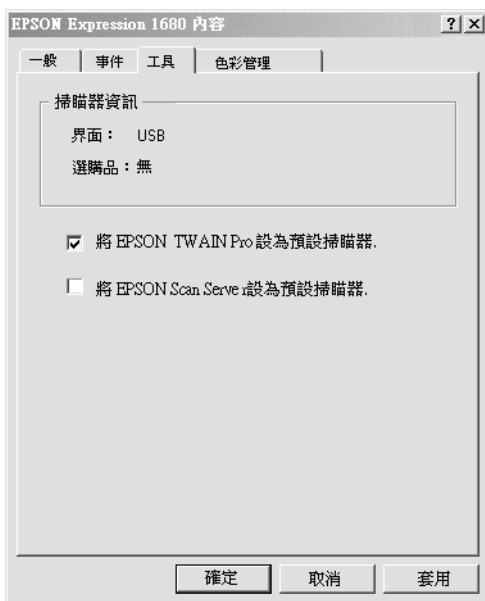 EPSON Expression 1680 內容
一般 事件 工具 色彩管理
掃瞄器資訊
界面： USB
選購品：無
將 EPSON TWAIN Pro 設為預設掃瞄器.
將 EPSON Scan Server設為預設掃瞄器.
確定 取消 套用